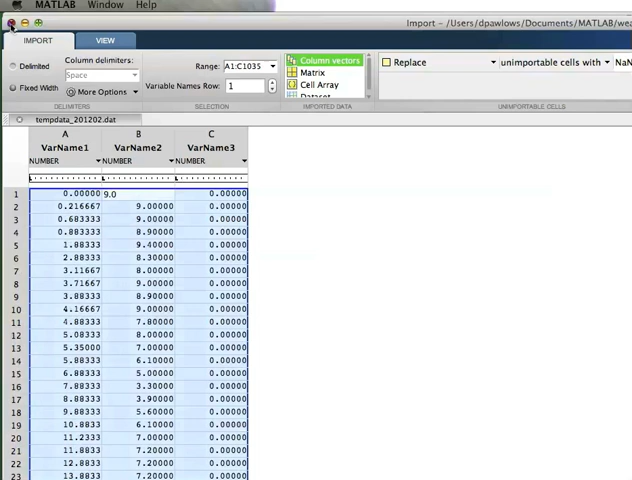 MATLAB Window Help
Import - /Users/dpawlows/Documents/MATLAB/wea
IMPORT VIEW
Delimited
Column delimiters:
Space
Fixed Width
More Options
DELIMITERS
Range: A1:C1035
Variable Names Row: 1
SELECTION
Column vectors
Matrix
Cell Array
Dataset
IMPORTED DATA
Replace unimportable cells with NaN
UNIMPORTABLE CELLS
tempdata_201202.dat
A B C
VarName1 VarName2 VarName3
NUMBER NUMBER NUMBER
1 0.00000 9.0 0.00000
2 0.216667 9.00000 0.00000
3 0.683333 9.00000 0.00000
4 0.883333 8.90000 0.00000
5 1.88333 9.40000 0.00000
6 2.88333 8.30000 0.00000
7 3.11667 8.00000 0.00000
8 3.71667 9.00000 0.00000
9 3.88333 8.90000 0.00000
10 4.16667 9.00000 0.00000
11 4.88333 7.80000 0.00000
12 5.08333 8.00000 0.00000
13 5.35000 7.00000 0.00000
14 5.88333 6.10000 0.00000
15 6.88333 5.00000 0.00000
16 7.88333 3.30000 0.00000
17 8.88333 3.90000 0.00000
18 9.88333 5.60000 0.00000
19 10.8833 6.10000 0.00000
20 11.2333 7.00000 0.00000
21 11.8833 7.20000 0.00000
22 12.8833 7.20000 0.00000
23 13.8833 7.20000 0.00000